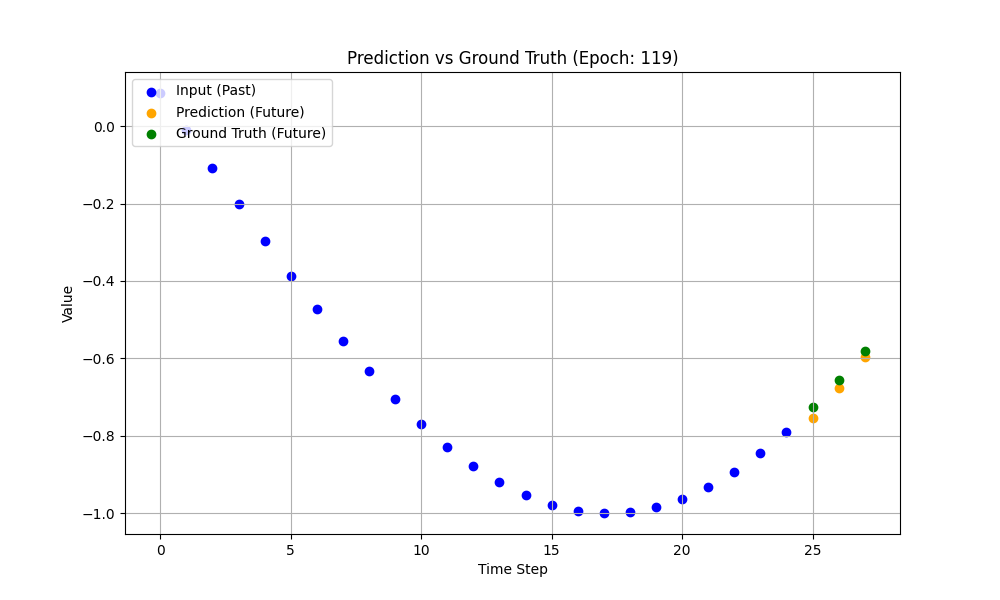 Prediction vs Ground Truth (Epoch: 119)
Input (Past)
Prediction (Future)
Ground Truth (Future)
0.0
−0.2
−0.4
−0.6
−0.8
−1.0
Value
0 5 10 15 20 25
Time Step